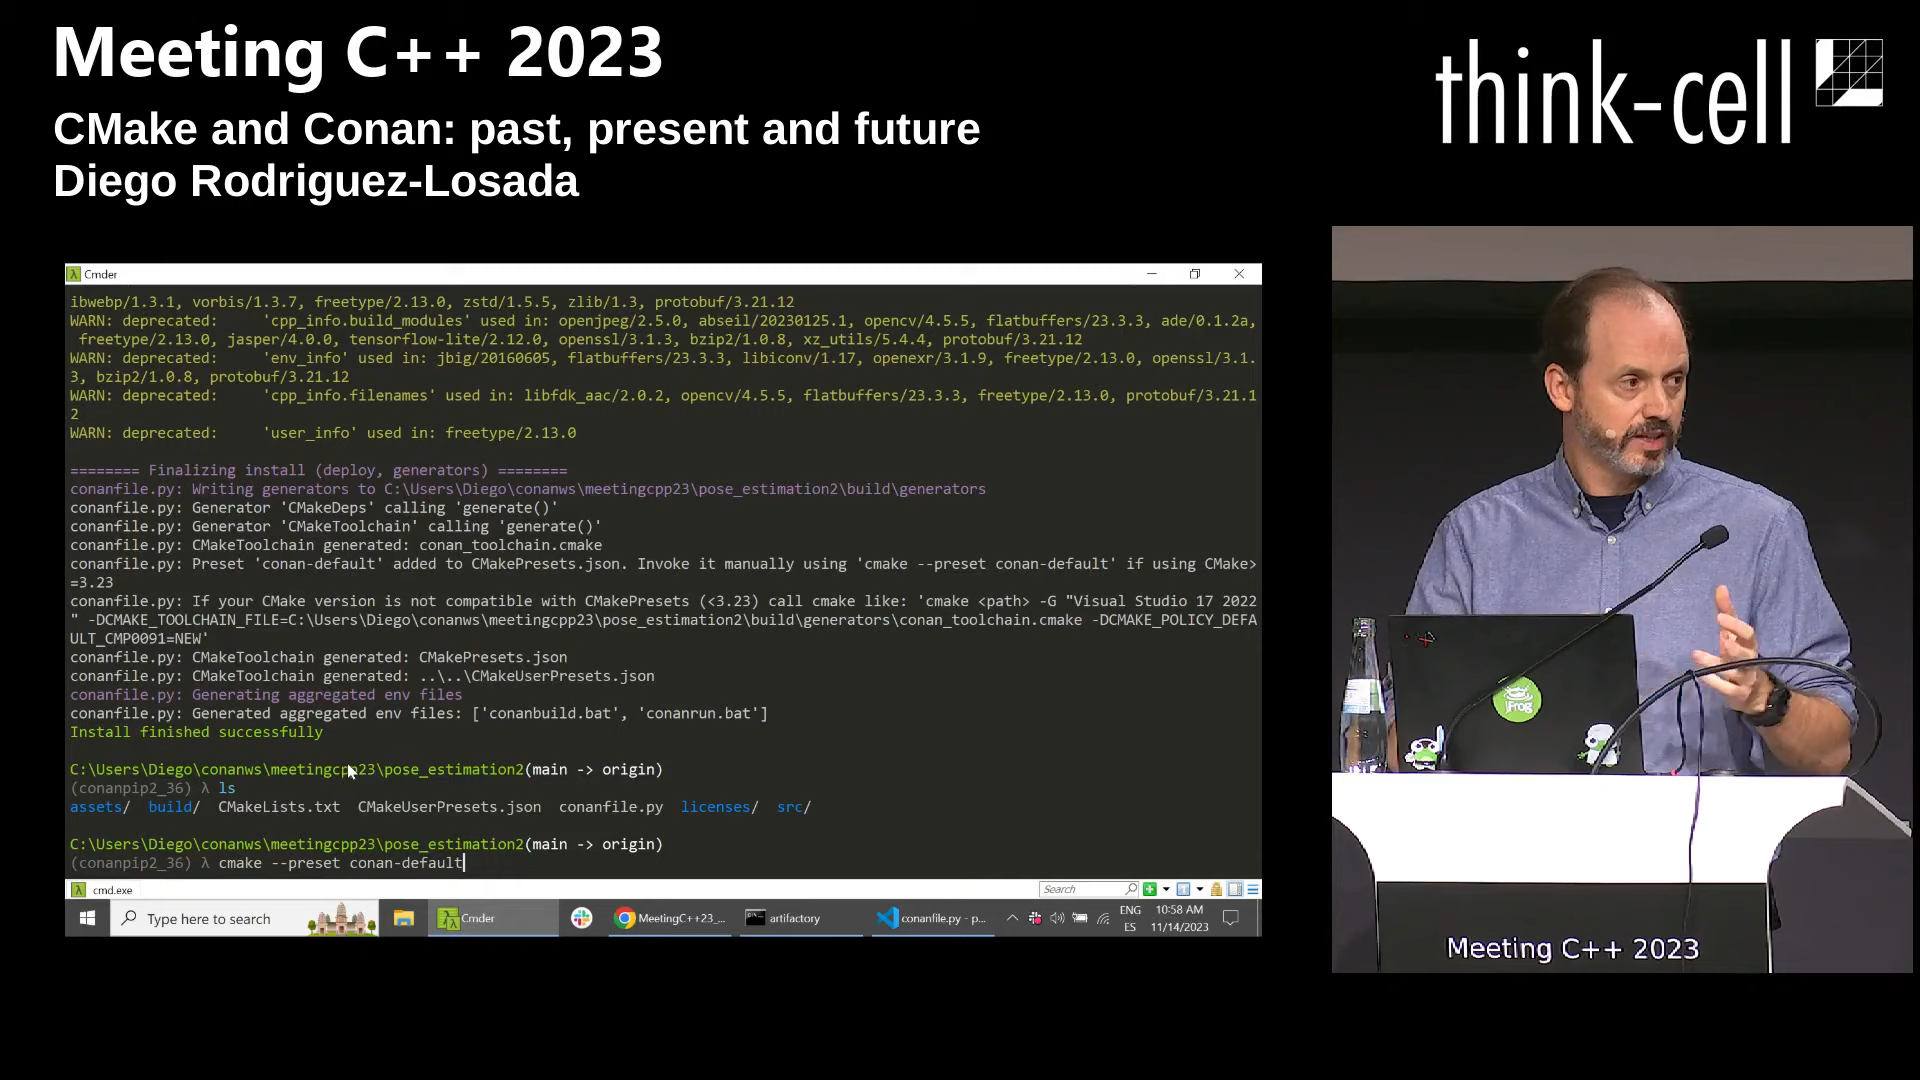 Meeting C++ 2023
CMake and Conan: past, present and future
Diego Rodriguez-Losada
think-cell
Cmder
ibwebp/1.3.1, vorbis/1.3.7, freetype/2.13.0, zstd/1.5.5, zlib/1.3, protobuf/3.21.12
WARN: deprecated:     'cpp_info.build_modules' used in: openjpeg/2.5.0, abseil/20230125.1, opencv/4.5.5, flatbuffers/23.3.3, ade/0.1.2a,
freetype/2.13.0, jasper/4.0.0, tensorflow-lite/2.12.0, openssl/3.1.3, bzip2/1.0.8, xz_utils/5.4.4, protobuf/3.21.12
WARN: deprecated:     'env_info' used in: jbig/20160605, flatbuffers/23.3.3, libiconv/1.17, openexr/3.1.9, freetype/2.13.0, openssl/3.1.
3, bzip2/1.0.8, protobuf/3.21.12
WARN: deprecated:     'cpp_info.filenames' used in: libfdk_aac/2.0.2, opencv/4.5.5, flatbuffers/23.3.3, freetype/2.13.0, protobuf/3.21.1
2
WARN: deprecated:     'user_info' used in: freetype/2.13.0
======== Finalizing install (deploy, generators) ========
conanfile.py: Writing generators to C:\Users\Diego\conanws\meetingcpp23\pose_estimation2\build\generators
conanfile.py: Generator 'CMakeDeps' calling 'generate()'
conanfile.py: Generator 'CMakeToolchain' calling 'generate()'
conanfile.py: CMakeToolchain generated: conan_toolchain.cmake
conanfile.py: Preset 'conan-default' added to CMakePresets.json. Invoke it manually using 'cmake --preset conan-default' if using CMake>
=3.23
conanfile.py: If your CMake version is not compatible with CMakePresets (<3.23) call cmake like: 'cmake <path> -G "Visual Studio 17 2022
" -DCMAKE_TOOLCHAIN_FILE=C:\Users\Diego\conanws\meetingcpp23\pose_estimation2\build\generators\conan_toolchain.cmake -DCMAKE_POLICY_DEFA
ULT_CMP0091=NEW'
conanfile.py: CMakeToolchain generated: CMakePresets.json
conanfile.py: CMakeToolchain generated: ..\..\CMakeUserPresets.json
conanfile.py: Generating aggregated env files
conanfile.py: Generated aggregated env files: ['conanbuild.bat', 'conanrun.bat']
Install finished successfully
C:\Users\Diego\conanws\meetingcpp23\pose_estimation2(main -> origin)
(conanpip2_36) λ ls
assets/  build/  CMakeLists.txt  CMakeUserPresets.json  conanfile.py  licenses/  src/
C:\Users\Diego\conanws\meetingcpp23\pose_estimation2(main -> origin)
(conanpip2_36) λ cmake --preset conan-default
cmd.exe
Search
Type here to search
Cmder
MeetingC++23_...
artifactory
conanfile.py - p...
ENG
ES
10:58 AM
11/14/2023
JFrog
Meeting C++ 2023